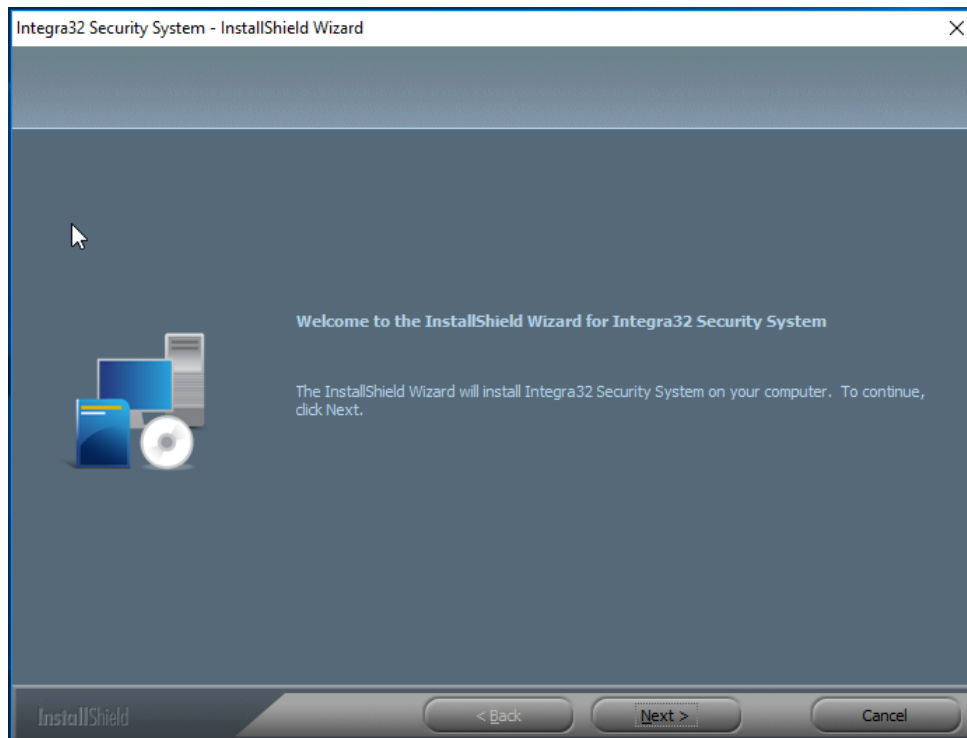 Integra32 Security System - InstallShield Wizard
Welcome to the InstallShield Wizard for Integra32 Security System
The InstallShield Wizard will install Integra32 Security System on your computer. To continue,
click Next.
InstallShield
< Back
Next >
Cancel